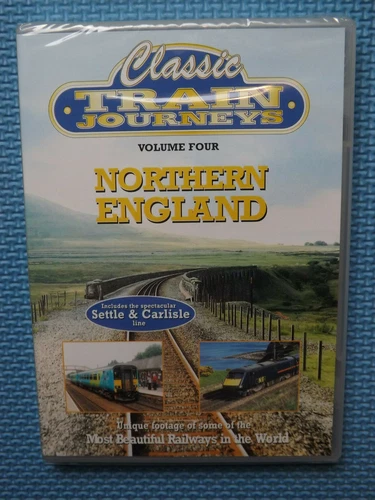 Classic
TRAIN
JOURNEYS
VOLUME FOUR
NORTHERN
ENGLAND
Includes the spectacular
Settle & Carlisle
line
Unique footage of some of the
Most Beautiful Railways in the World